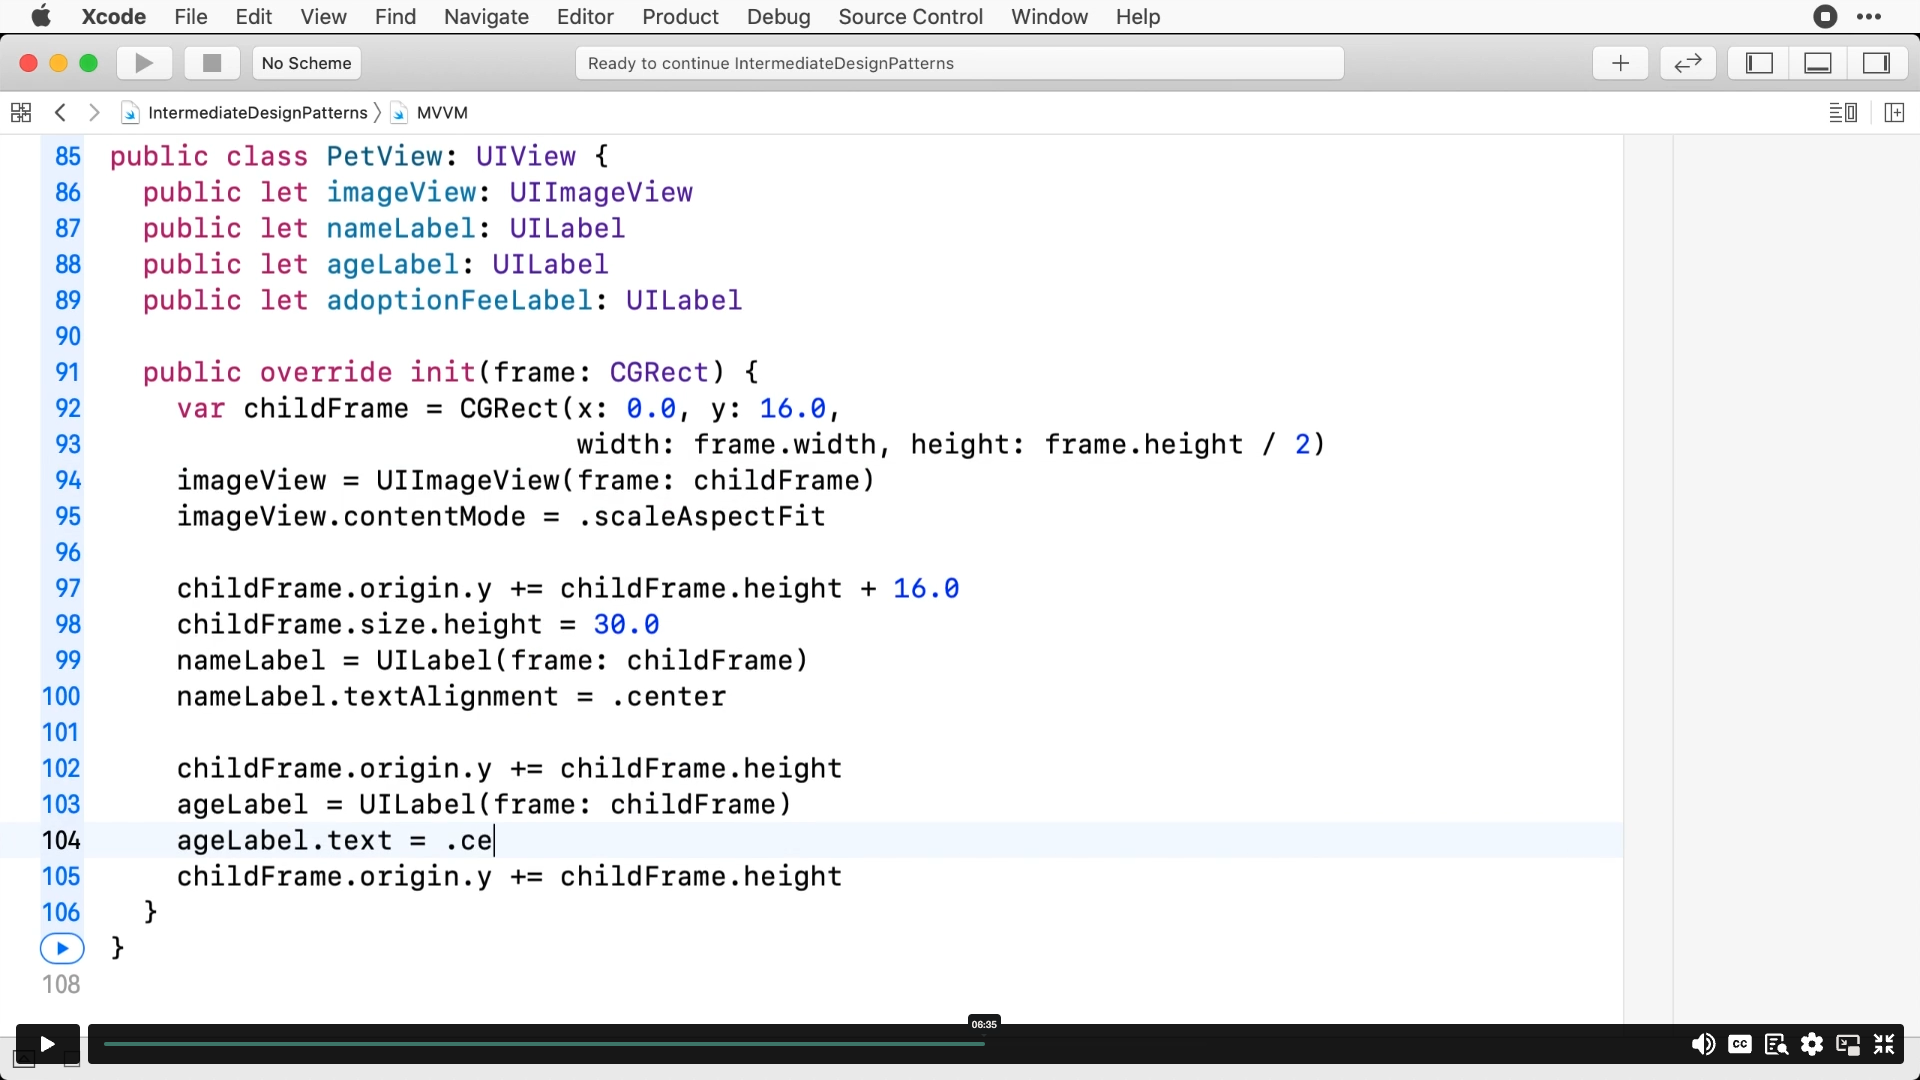 Xcode File Edit View Find Navigate Editor Product Debug Source Control Window Help
No Scheme
Ready to continue IntermediateDesignPatterns
IntermediateDesignPatterns MVVM
85 public class PetView: UIView {
86 public let imageView: UIImageView
87 public let nameLabel: UILabel
88 public let ageLabel: UILabel
89 public let adoptionFeeLabel: UILabel
90
91 public override init(frame: CGRect) {
92 var childFrame = CGRect(x: 0.0, y: 16.0,
93 width: frame.width, height: frame.height / 2)
94 imageView = UIImageView(frame: childFrame)
95 imageView.contentMode = .scaleAspectFit
96
97 childFrame.origin.y += childFrame.height + 16.0
98 childFrame.size.height = 30.0
99 nameLabel = UILabel(frame: childFrame)
100 nameLabel.textAlignment = .center
101
102 childFrame.origin.y += childFrame.height
103 ageLabel = UILabel(frame: childFrame)
104 ageLabel.text = .ce
105 childFrame.origin.y += childFrame.height
106 }
}
108
06:35
CC